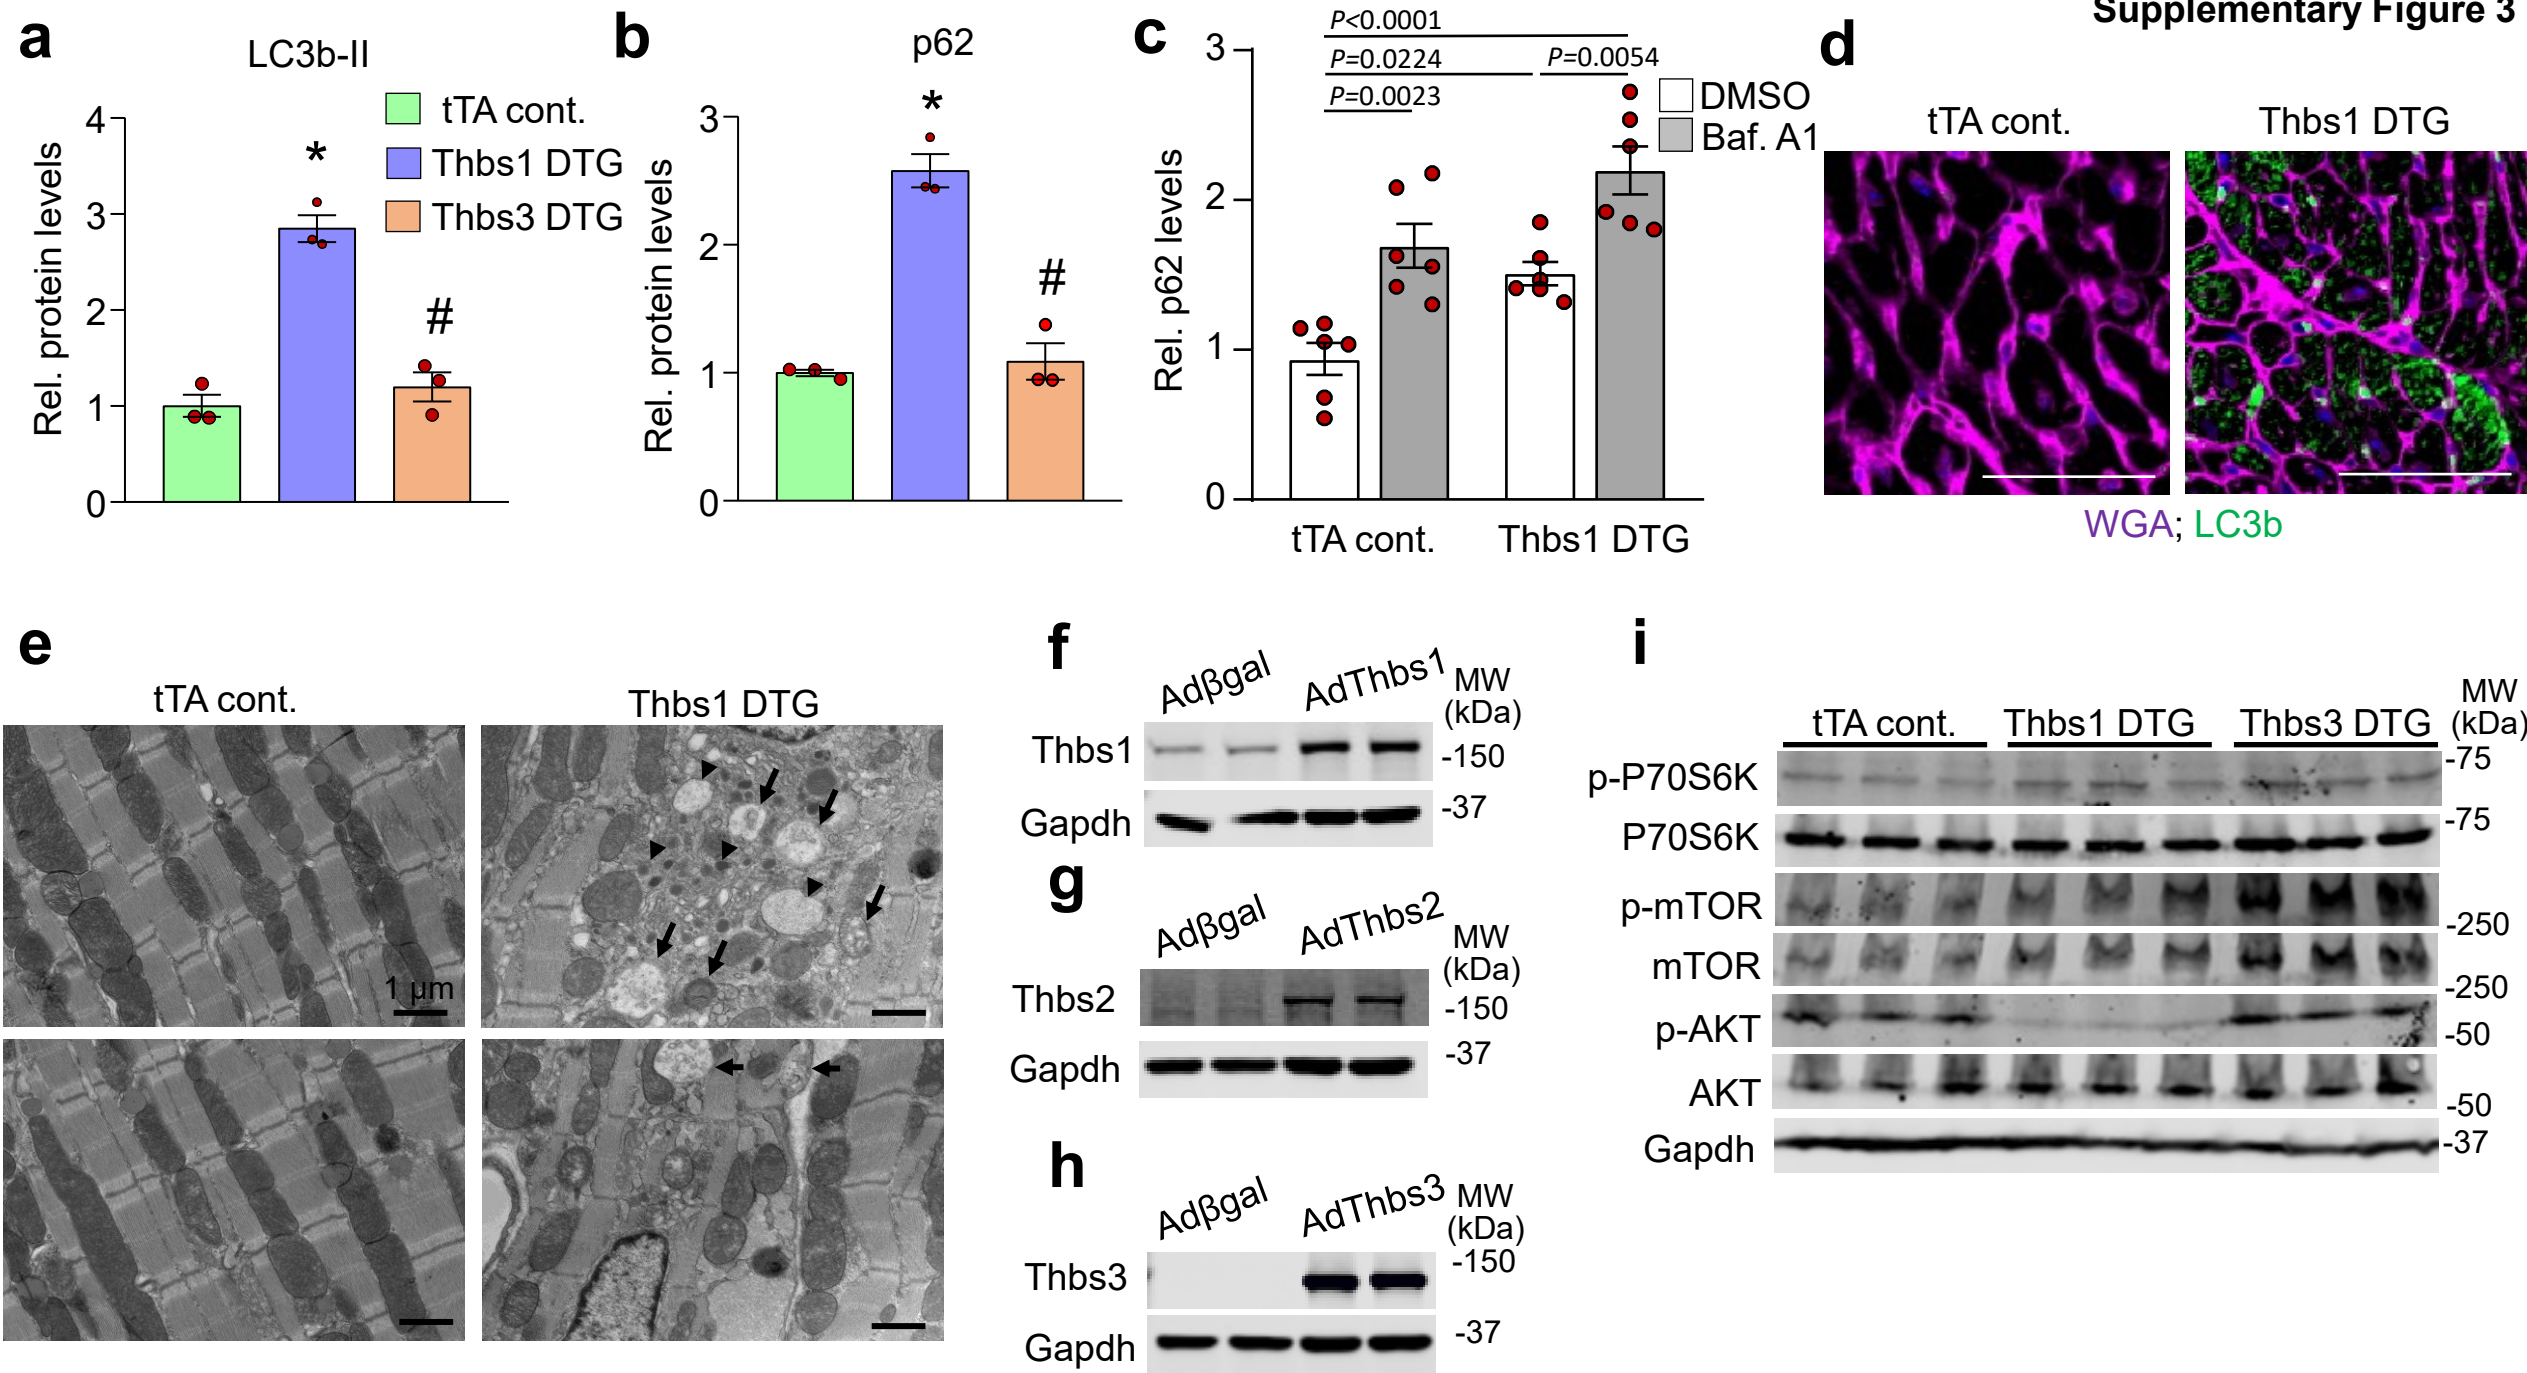 Supplementary Figure 3
a
LC3b-II
Rel. protein levels
4
3
2
1
0
*
#
tTA cont.
Thbs1 DTG
Thbs3 DTG
b
p62
Rel. protein levels
3
2
1
0
*
#
c
Rel. p62 levels
3
2
1
0
P<0.0001
P=0.0224
P=0.0054
P=0.0023
DMSO
Baf. A1
tTA cont.
Thbs1 DTG
d
tTA cont.
Thbs1 DTG
WGA; LC3b
e
tTA cont.
Thbs1 DTG
1 µm
f
Adβgal
AdThbs1
MW
(kDa)
Thbs1
-150
Gapdh
-37
g
Adβgal
AdThbs2
MW
(kDa)
Thbs2
-150
Gapdh
-37
h
Adβgal
AdThbs3
MW
(kDa)
Thbs3
-150
Gapdh
-37
i
tTA cont.
Thbs1 DTG
Thbs3 DTG
MW
(kDa)
p-P70S6K
-75
P70S6K
-75
p-mTOR
-250
mTOR
-250
p-AKT
-50
AKT
-50
Gapdh
-37